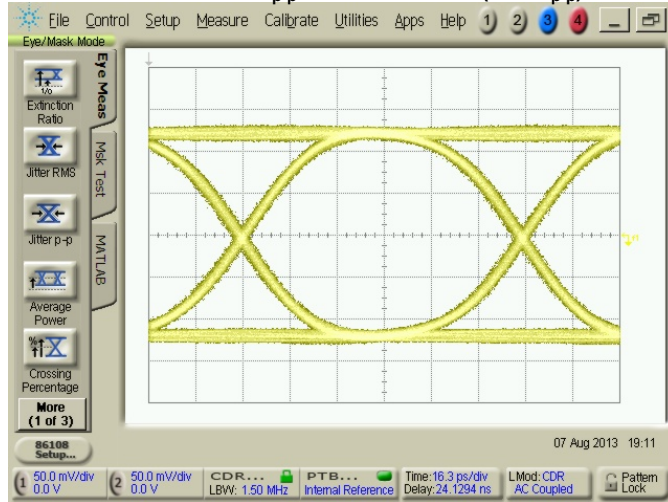 File Control Setup Measure Calibrate Utilities Apps Help 1 2 3 4
Eye/Mask Mode
Eye Meas
Msk Test
MATLAB
1/0
Extinction
Ratio
Jitter RMS
Jitter p-p
Average
Power
%
Crossing
Percentage
More
(1 of 3)
86108
Setup...
07 Aug 2013 19:11
1 50.0 mV/div
0.0 V
2 50.0 mV/div
0.0 V
CDR...
LBW: 1.50 MHz
PTB...
Internal Reference
Time:16.3 ps/div
Delay:24.1294 ns
LMod: CDR
AC Coupled
Pattern
Lock